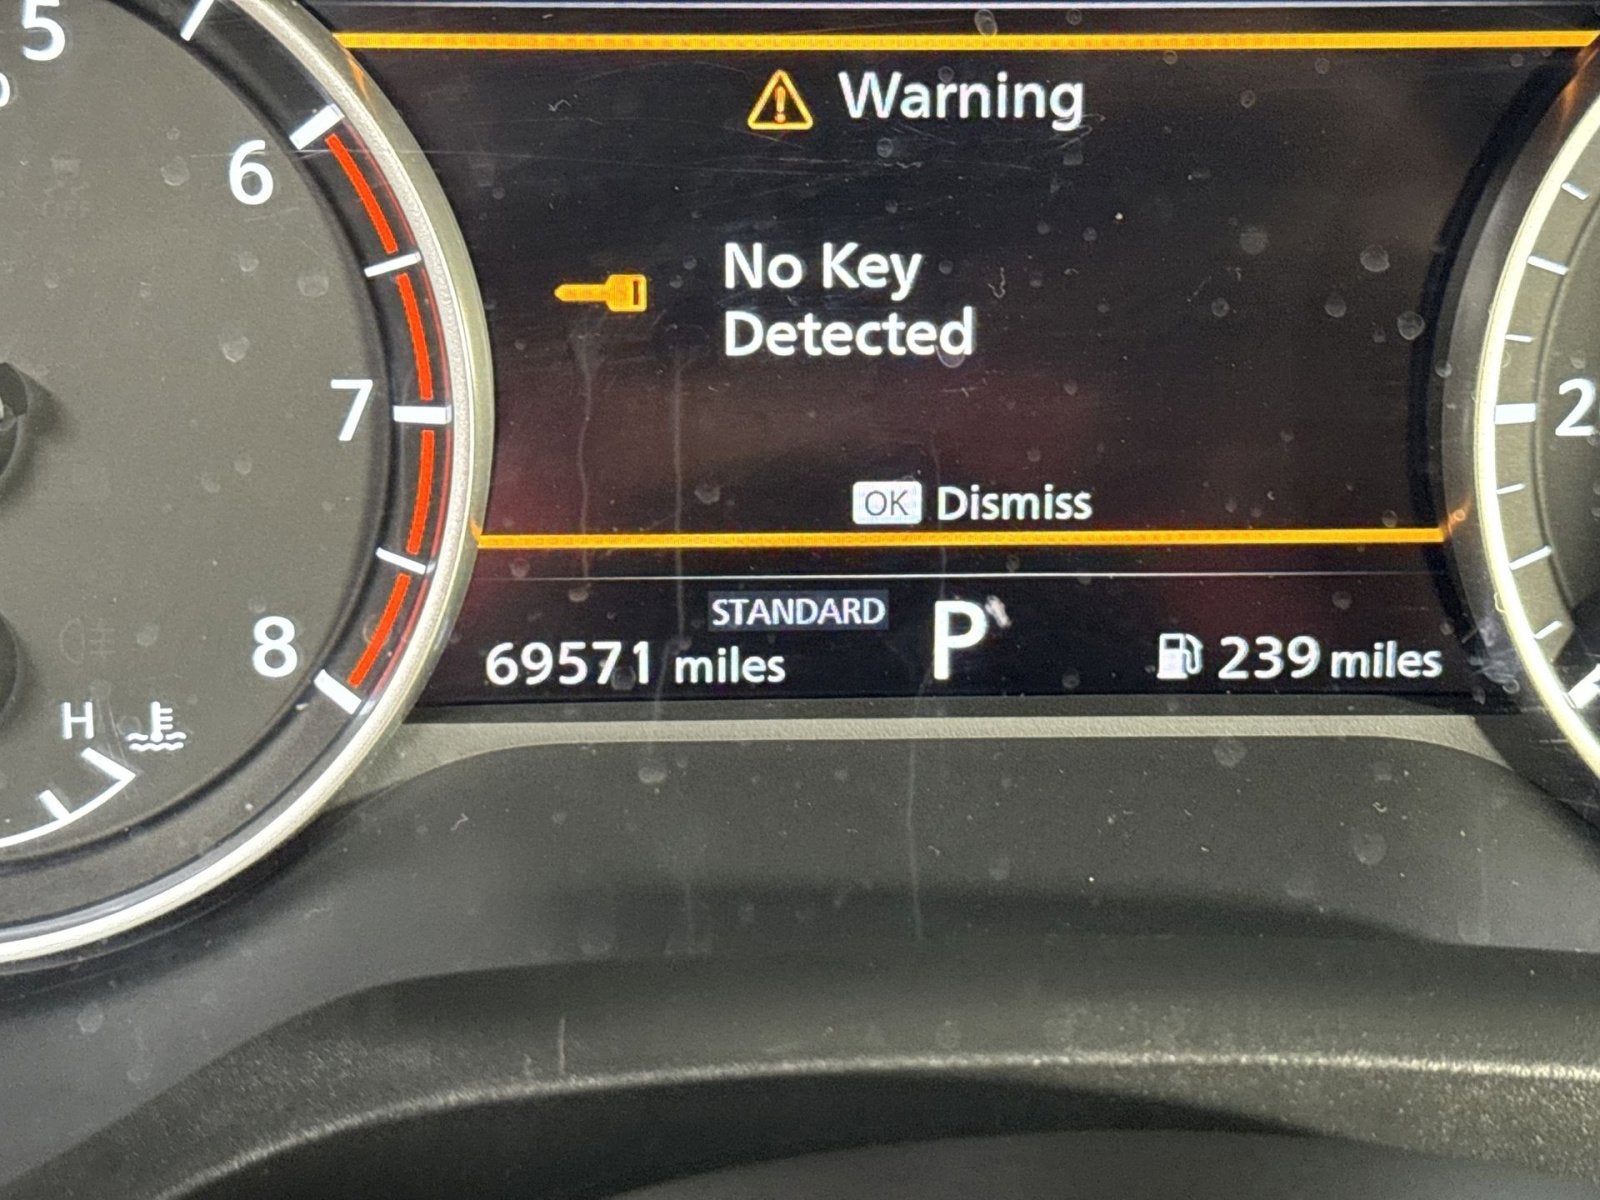 5
6
7
8
H
Warning
No Key
Detected
OK Dismiss
STANDARD
P
69571 miles
239 miles
2